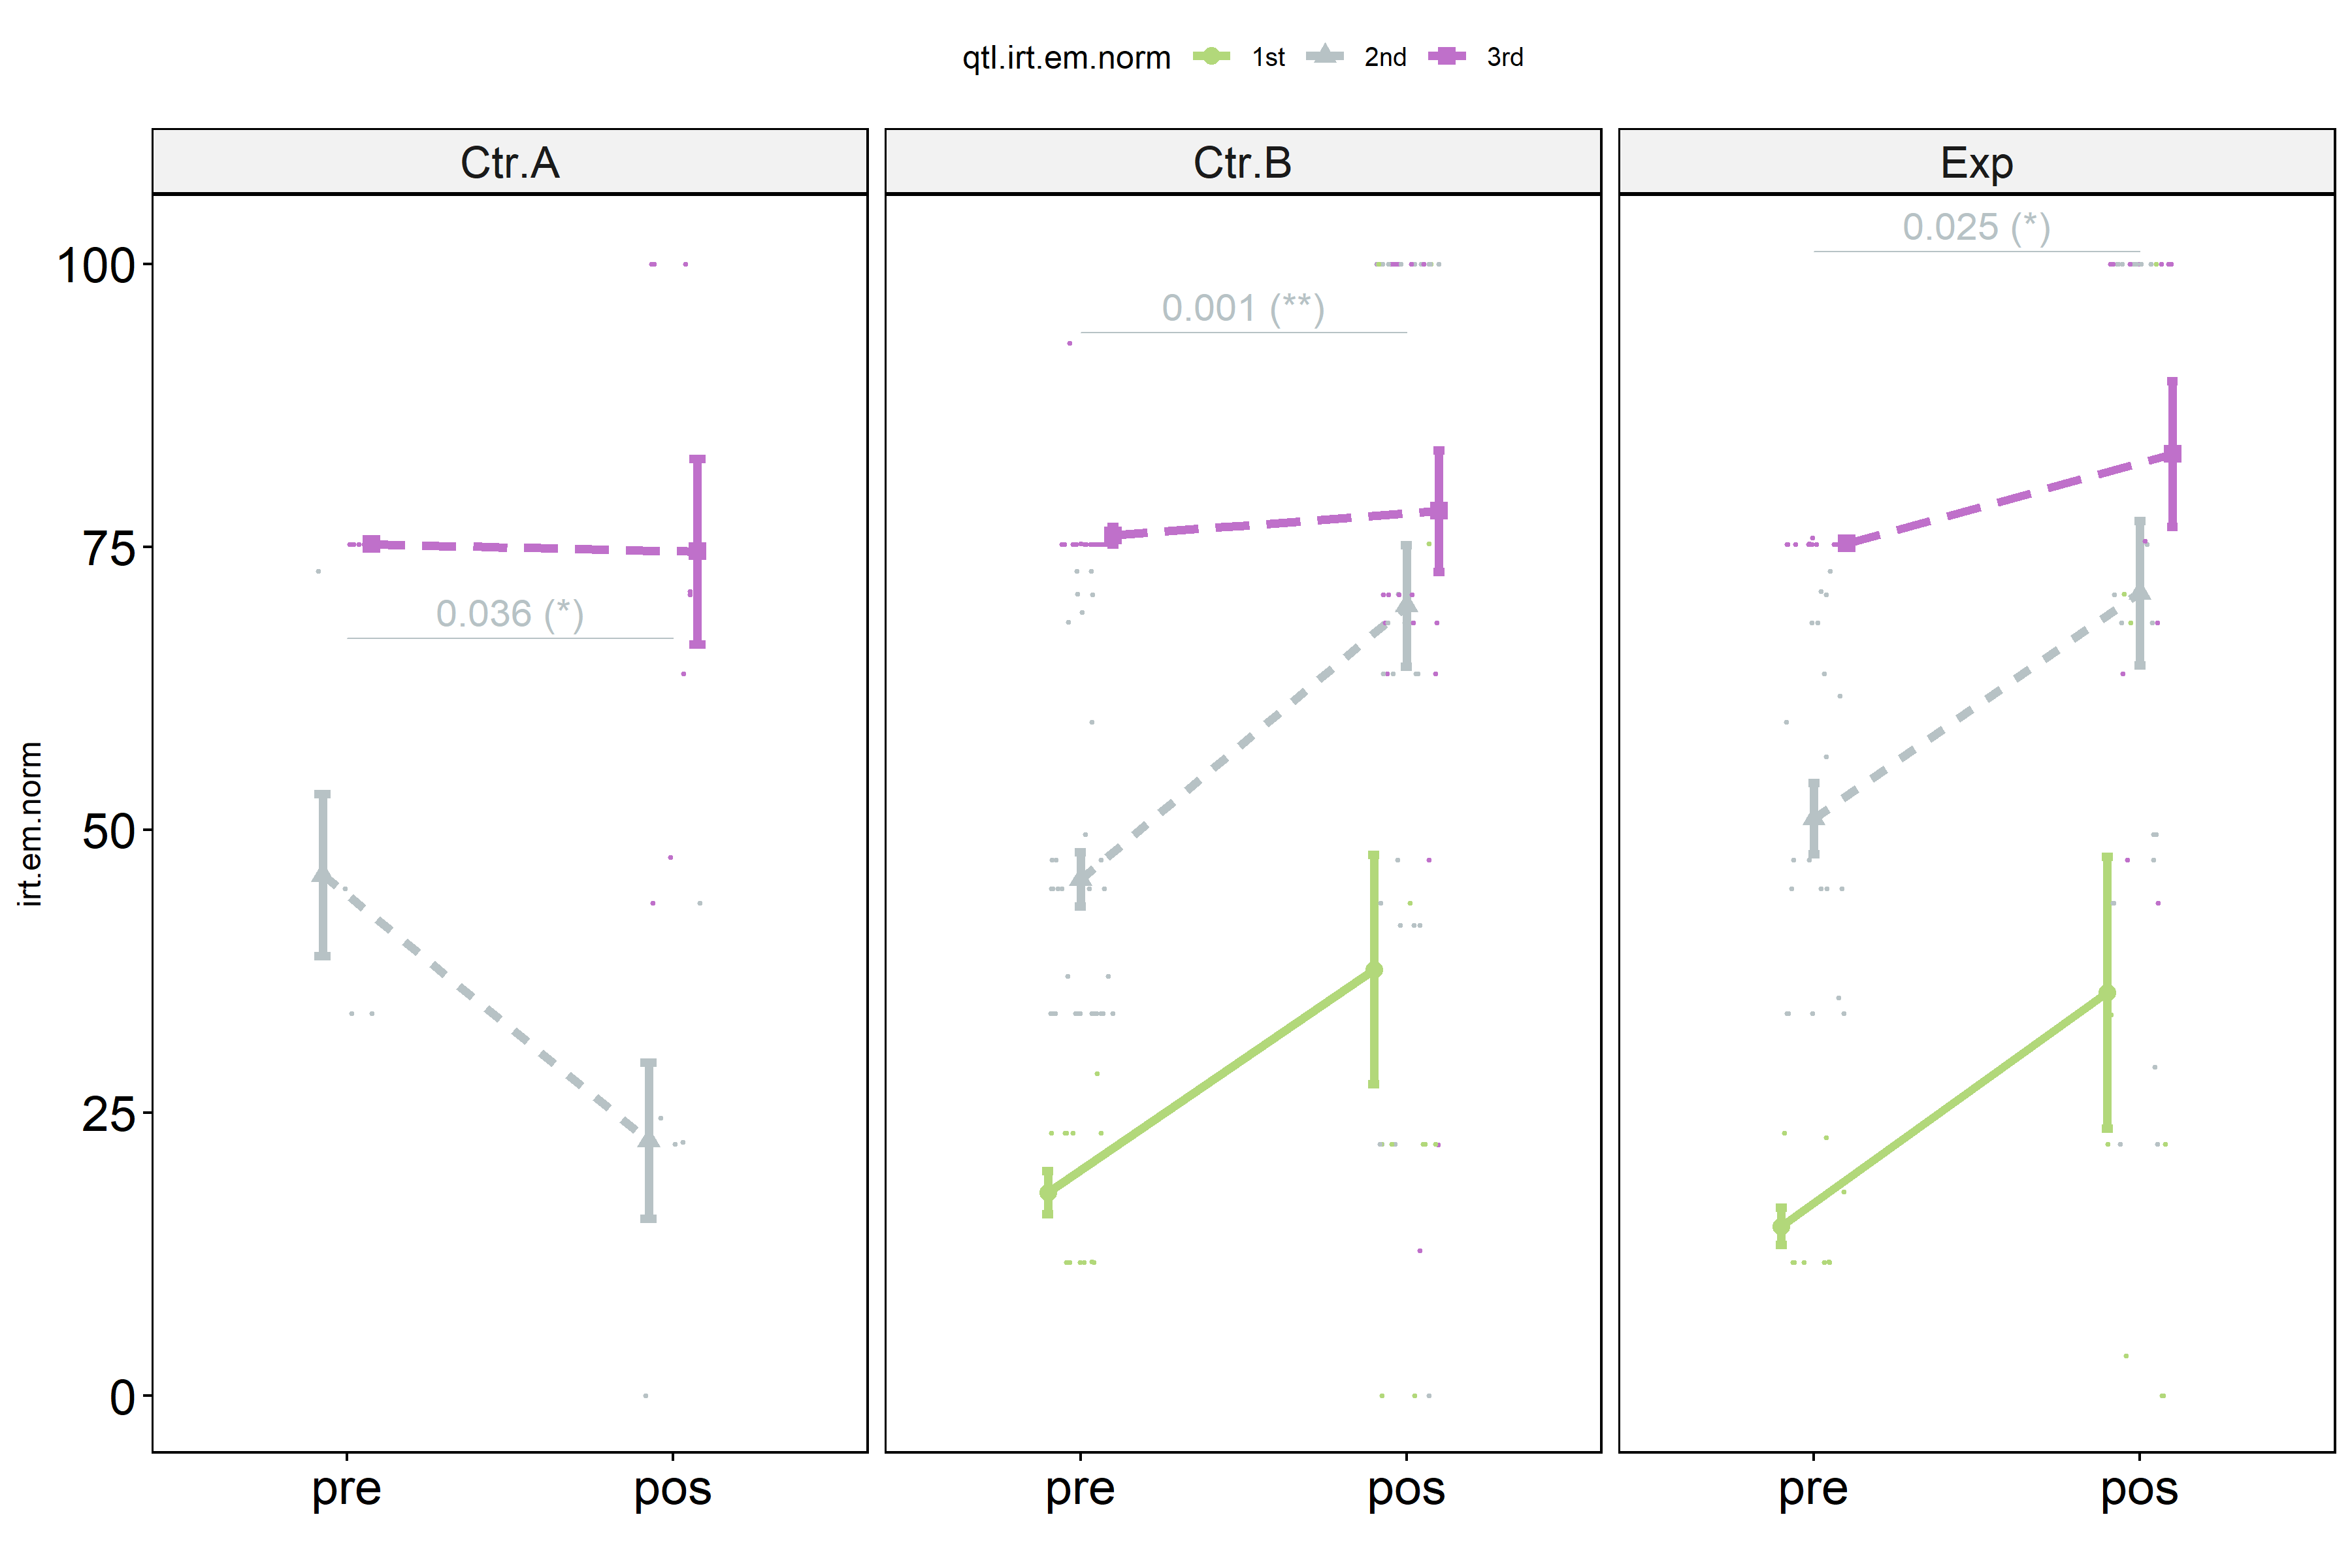 qtl.irt.em.norm 1st 2nd 3rd
Ctr.A Ctr.B Exp
irt.em.norm
100
75
50
25
0
0.036 (*)
0.001 (**)
0.025 (*)
pre pos pre pos pre pos